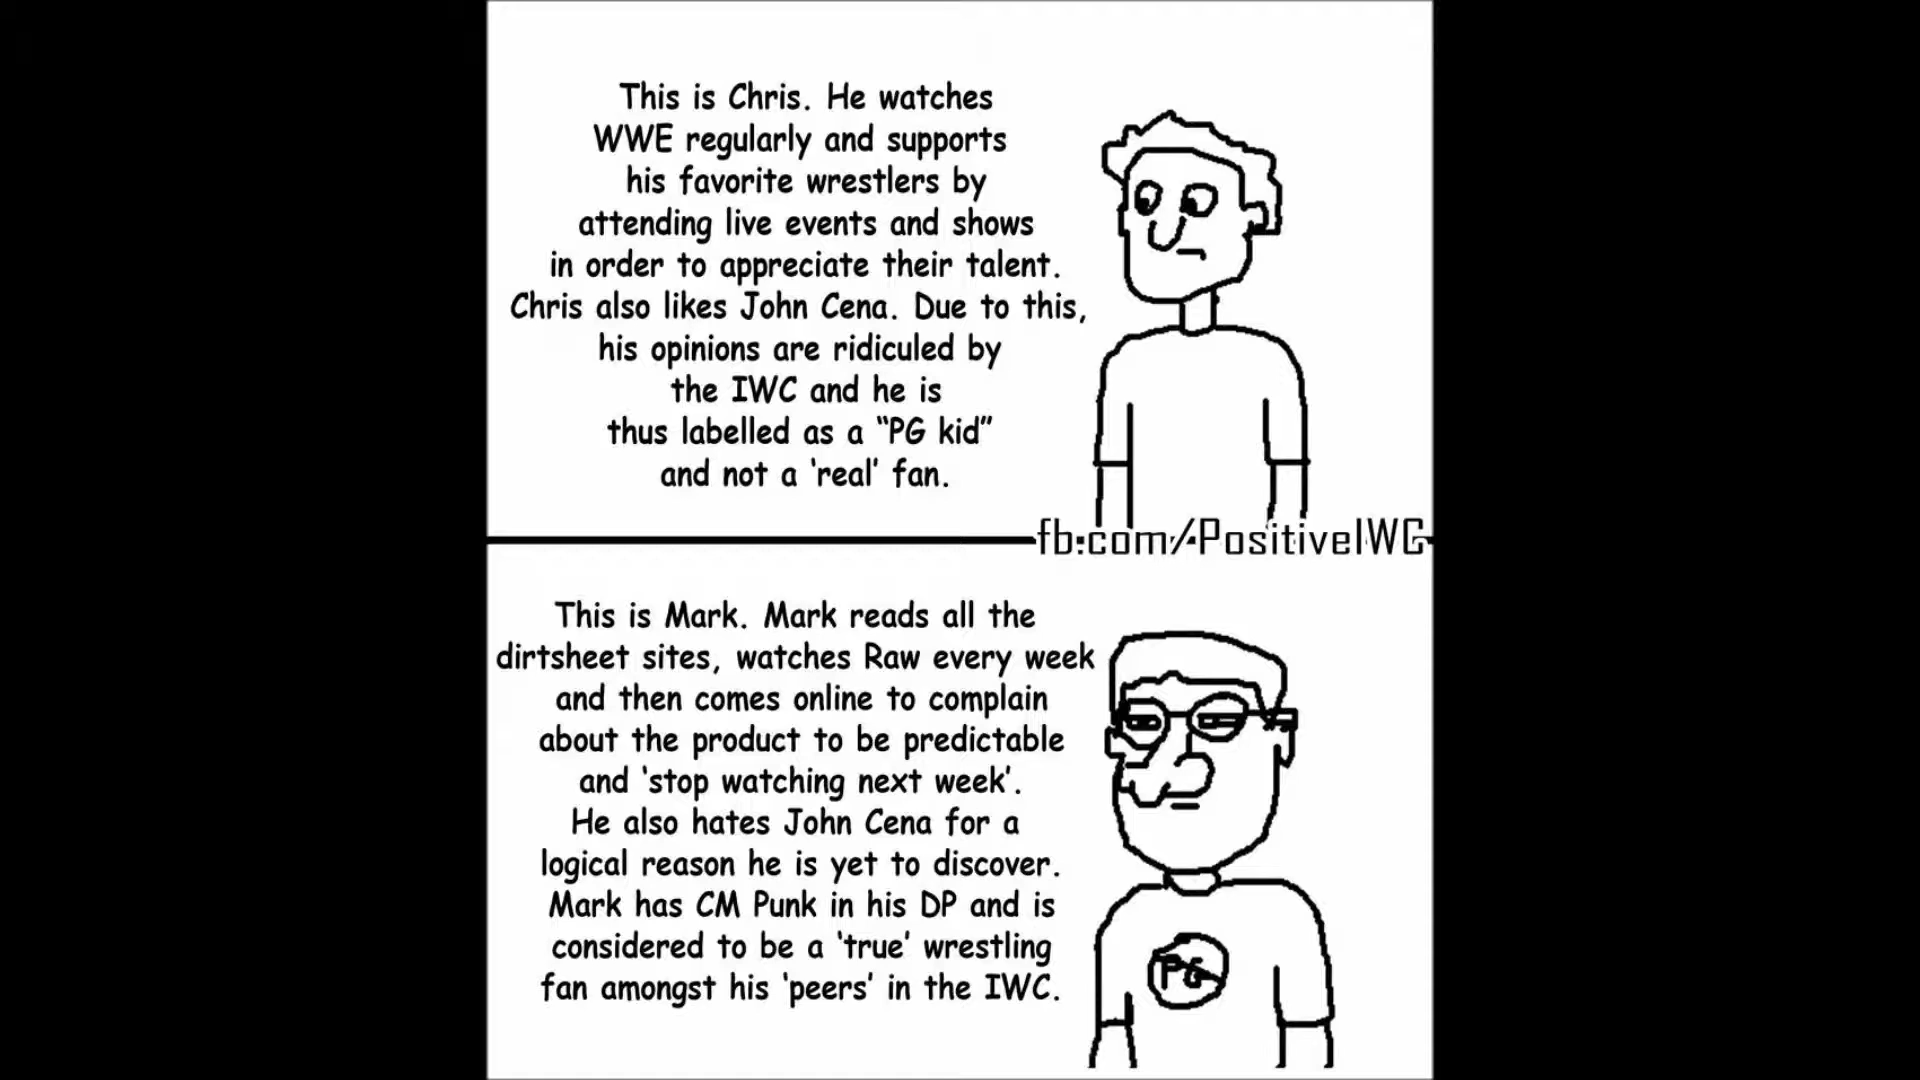 This is Chris. He watches
WWE regularly and supports
his favorite wrestlers by
attending live events and shows
in order to appreciate their talent.
Chris also likes John Cena. Due to this,
his opinions are ridiculed by
the IWC and he is
thus labelled as a “PG kid”
and not a ‘real’ fan.
fb.com/PositiveIWC
This is Mark. Mark reads all the
dirtsheet sites, watches Raw every week
and then comes online to complain
about the product to be predictable
and ‘stop watching next week’.
He also hates John Cena for a
logical reason he is yet to discover.
Mark has CM Punk in his DP and is
considered to be a ‘true’ wrestling
fan amongst his ‘peers’ in the IWC.
PG